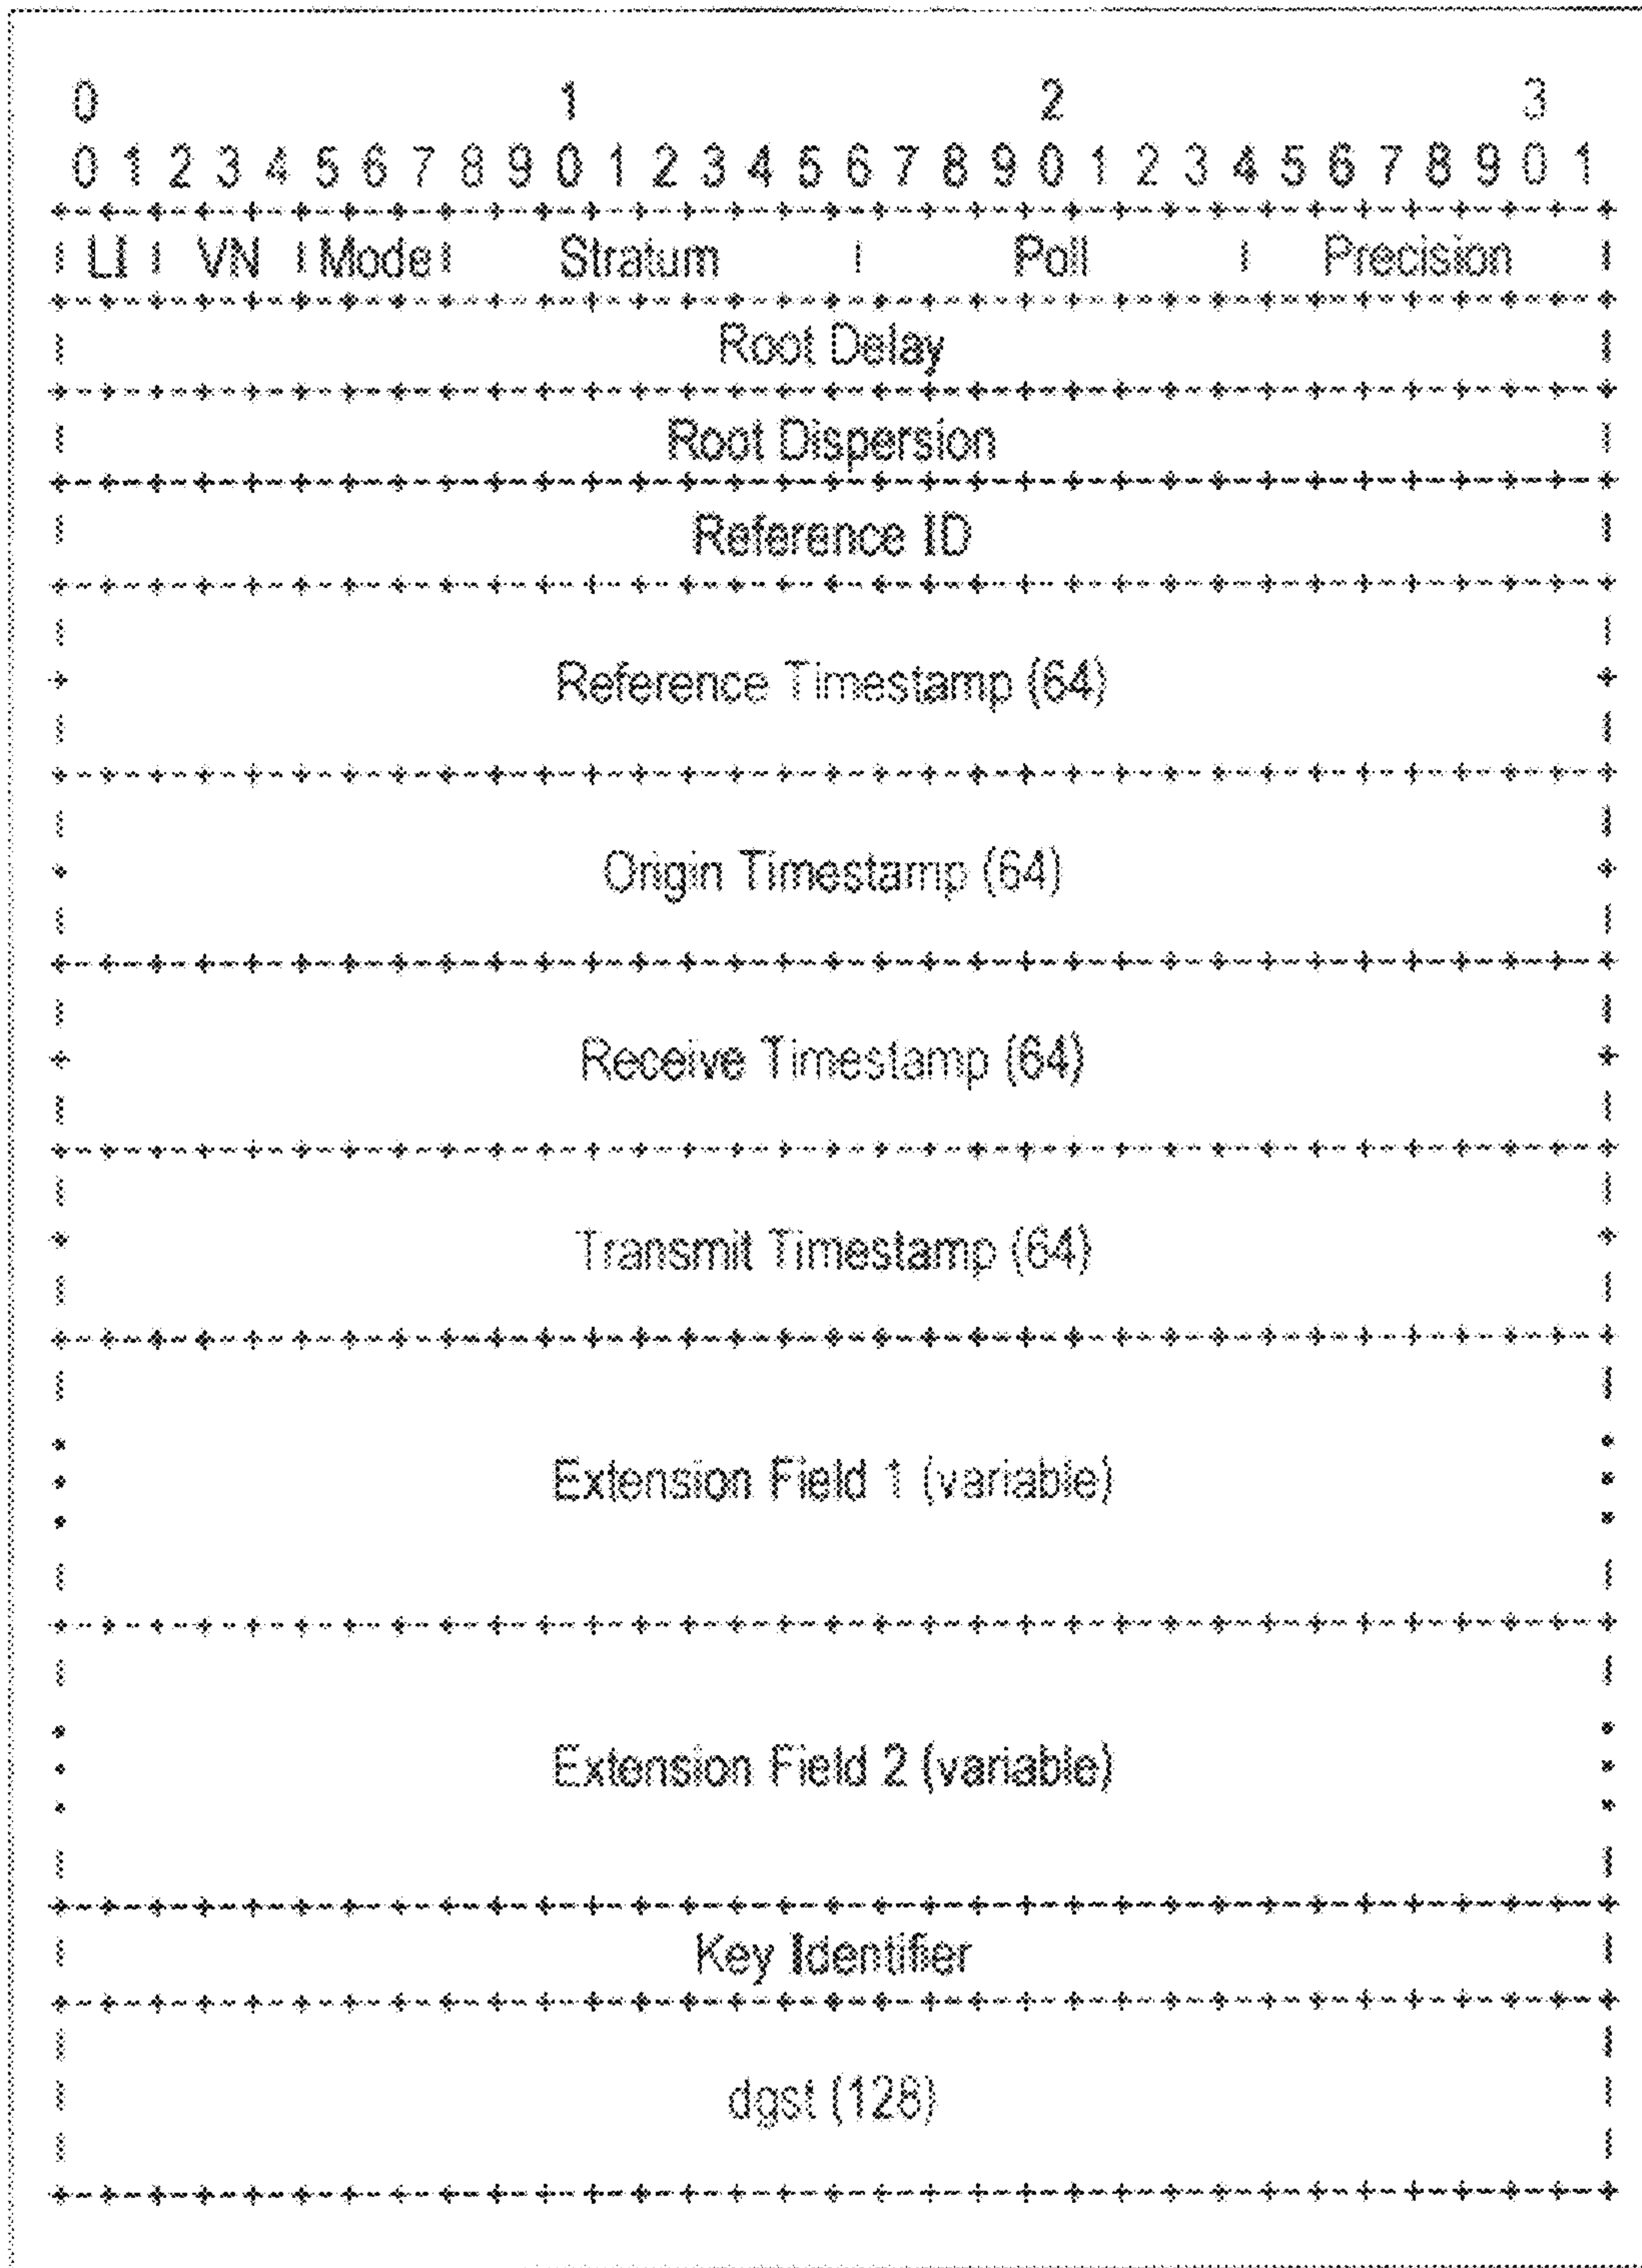 0 1 2 3
0 1 2 3 4 5 6 7 8 9 0 1 2 3 4 5 6 7 8 9 0 1 2 3 4 5 6 7 8 9 0 1
+-+-+-+-+-+-+-+-+-+-+-+-+-+-+-+-+-+-+-+-+-+-+-+-+-+-+-+-+-+-+-+-+
| LI | VN | Mode | Stratum | Poll | Precision |
+-+-+-+-+-+-+-+-+-+-+-+-+-+-+-+-+-+-+-+-+-+-+-+-+-+-+-+-+-+-+-+-+
| Root Delay |
+-+-+-+-+-+-+-+-+-+-+-+-+-+-+-+-+-+-+-+-+-+-+-+-+-+-+-+-+-+-+-+-+
| Root Dispersion |
+-+-+-+-+-+-+-+-+-+-+-+-+-+-+-+-+-+-+-+-+-+-+-+-+-+-+-+-+-+-+-+-+
| Reference ID |
+-+-+-+-+-+-+-+-+-+-+-+-+-+-+-+-+-+-+-+-+-+-+-+-+-+-+-+-+-+-+-+-+
| |
+ Reference Timestamp (64) +
| |
+-+-+-+-+-+-+-+-+-+-+-+-+-+-+-+-+-+-+-+-+-+-+-+-+-+-+-+-+-+-+-+-+
| |
+ Origin Timestamp (64) +
| |
+-+-+-+-+-+-+-+-+-+-+-+-+-+-+-+-+-+-+-+-+-+-+-+-+-+-+-+-+-+-+-+-+
| |
+ Receive Timestamp (64) +
| |
+-+-+-+-+-+-+-+-+-+-+-+-+-+-+-+-+-+-+-+-+-+-+-+-+-+-+-+-+-+-+-+-+
| |
+ Transmit Timestamp (64) +
| |
+-+-+-+-+-+-+-+-+-+-+-+-+-+-+-+-+-+-+-+-+-+-+-+-+-+-+-+-+-+-+-+-+
| |
. .
. Extension Field 1 (variable) .
. .
| |
+-+-+-+-+-+-+-+-+-+-+-+-+-+-+-+-+-+-+-+-+-+-+-+-+-+-+-+-+-+-+-+-+
| |
. .
. Extension Field 2 (variable) .
. .
| |
+-+-+-+-+-+-+-+-+-+-+-+-+-+-+-+-+-+-+-+-+-+-+-+-+-+-+-+-+-+-+-+-+
| Key Identifier |
+-+-+-+-+-+-+-+-+-+-+-+-+-+-+-+-+-+-+-+-+-+-+-+-+-+-+-+-+-+-+-+-+
| |
| dgst (128) |
| |
+-+-+-+-+-+-+-+-+-+-+-+-+-+-+-+-+-+-+-+-+-+-+-+-+-+-+-+-+-+-+-+-+